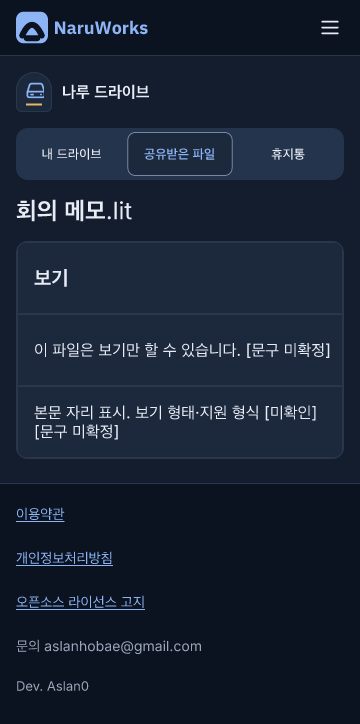 NaruWorks
나루 드라이브
내 드라이브
공유받은 파일
휴지통
회의 메모.lit
보기
이 파일은 보기만 할 수 있습니다. [문구 미확정]
본문 자리 표시. 보기 형태·지원 형식 [미확인]
[문구 미확정]
이용약관
개인정보처리방침
오픈소스 라이선스 고지
문의 aslanhobae@gmail.com
Dev. Aslan0